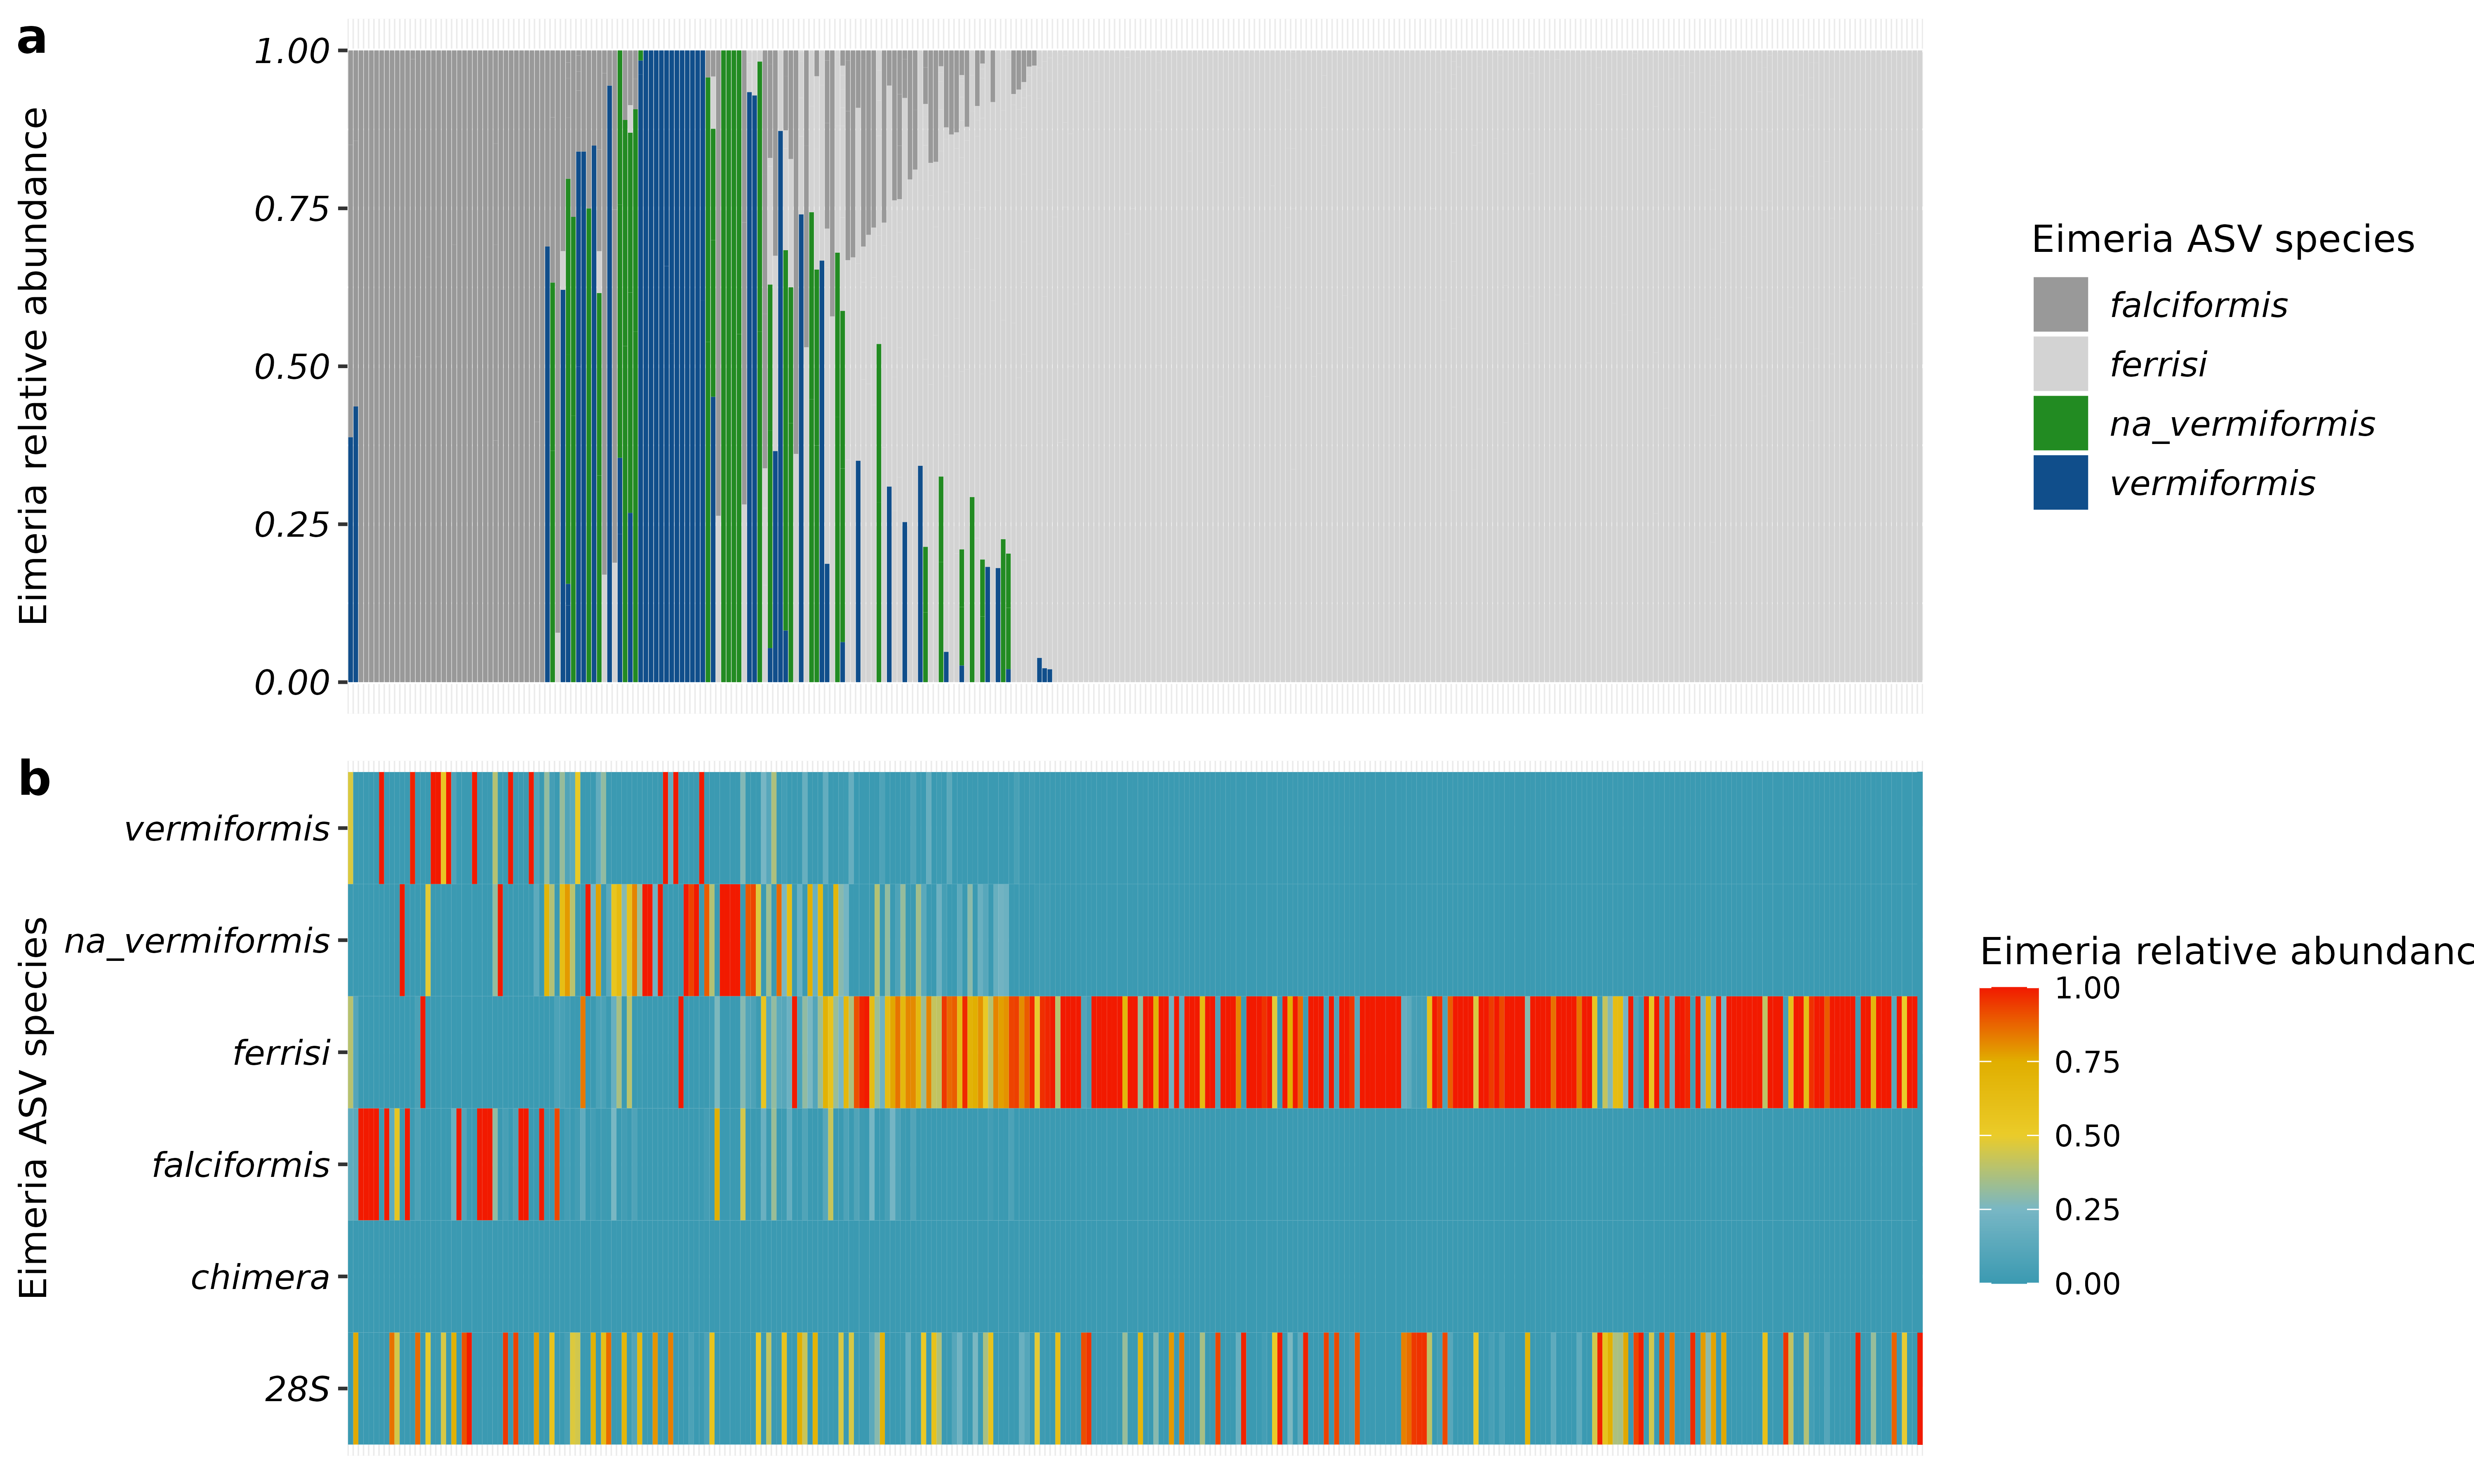 a
Eimeria relative abundance
1.00
0.75
0.50
0.25
0.00
Eimeria ASV species
falciformis
ferrisi
na_vermiformis
vermiformis
b
Eimeria ASV species
vermiformis
na_vermiformis
ferrisi
falciformis
chimera
28S
Eimeria relative abundanc
1.00
0.75
0.50
0.25
0.00